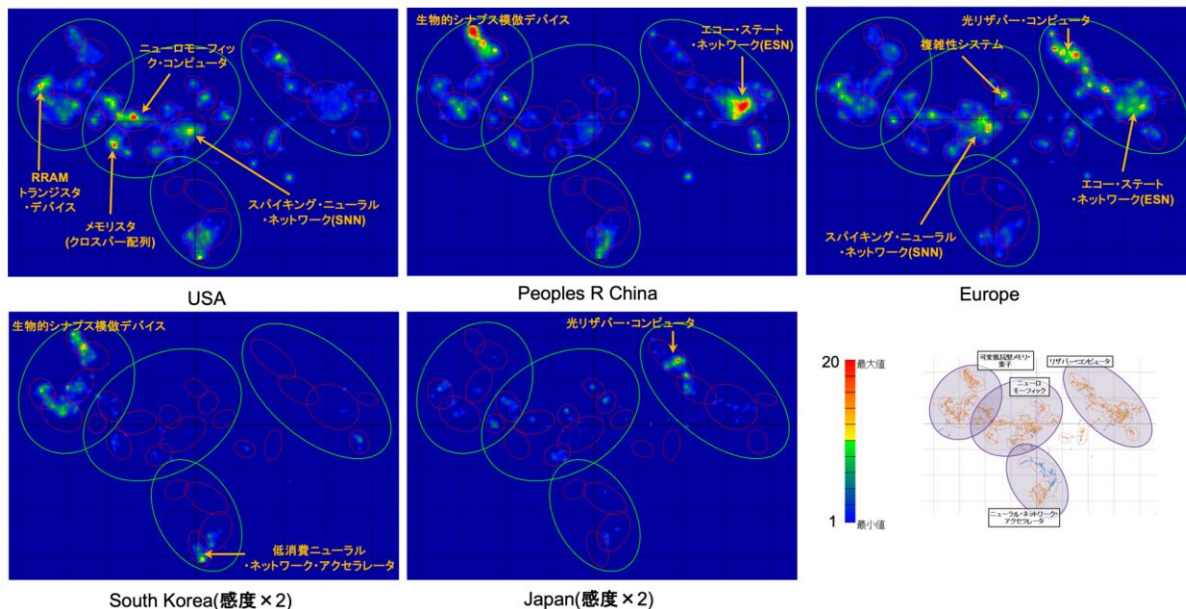 ニューロモーフィッ
ク・コンピュータ
RRAM
トランジスタ
・デバイス
メモリスタ
(クロスバー配列)
スパイキング・ニューラル
・ネットワーク(SNN)
USA
生物的シナプス模倣デバイス
エコー・ステート
・ネットワーク(ESN)
Peoples R China
光リザバー・コンピュータ
複雑性システム
エコー・ステート
・ネットワーク(ESN)
スパイキング・ニューラル
・ネットワーク(SNN)
Europe
生物的シナプス模倣デバイス
低消費ニューラル
・ネットワーク・アクセラレータ
South Korea(感度×2)
光リザバー・コンピュータ
Japan(感度×2)
20
最大値
1
最小値
可変抵抗型メモリ・
素子
リザバー・コンピュータ
ニューロ
モーフィック
ニューラル・ネットワーク・
アクセラレータ